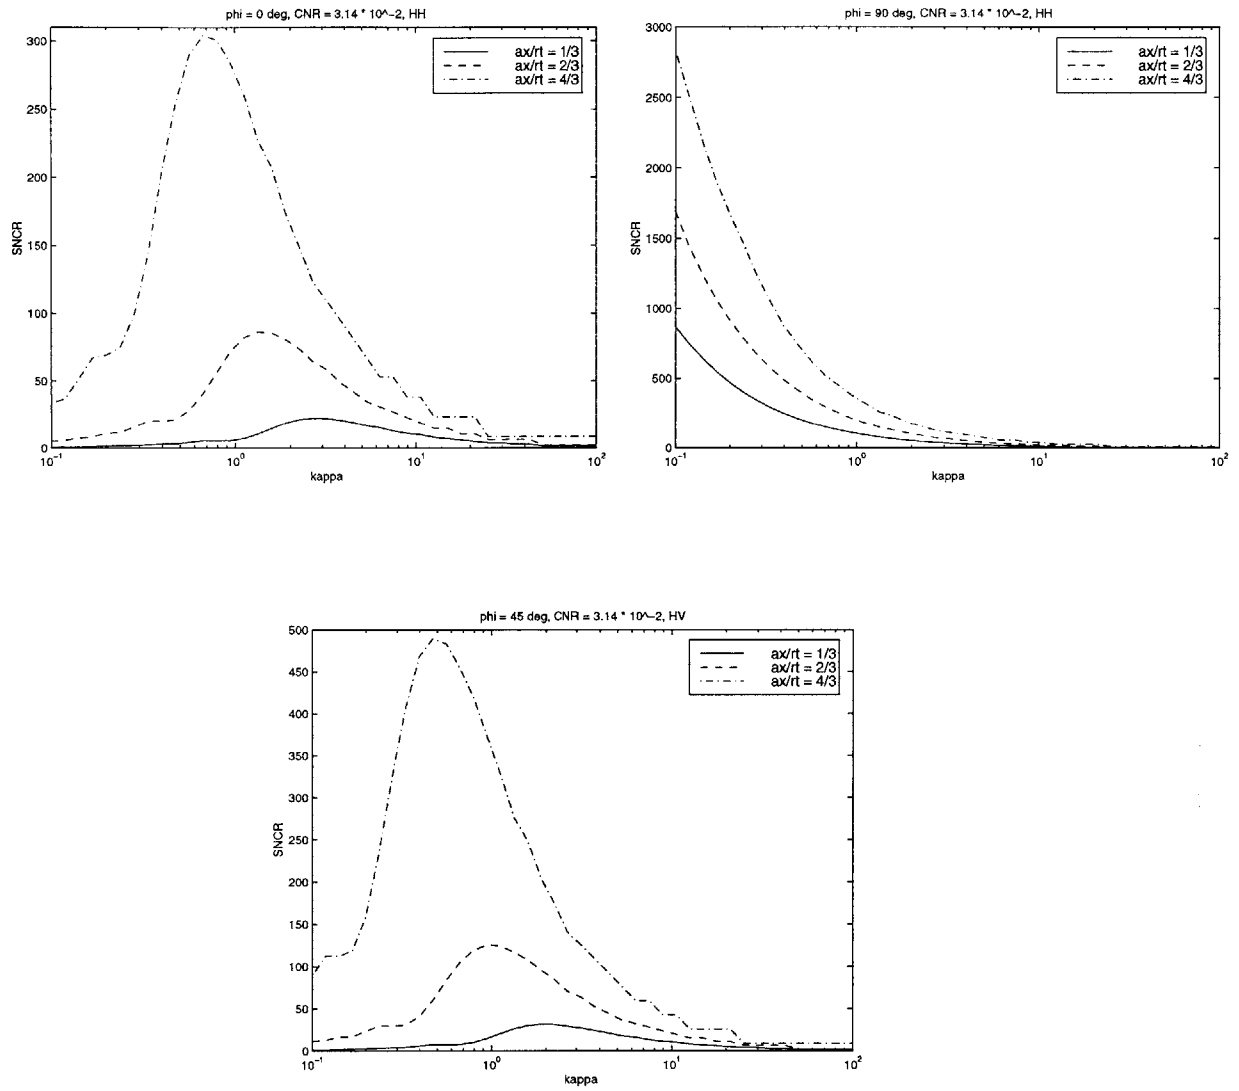 phi = 0 deg, CNR = 3.14 * 10^-2, HH
300
250
200
150
100
50
0
SNCR
ax/rt = 1/3
ax/rt = 2/3
ax/rt = 4/3
10^-1
10^0
10^1
10^2
kappa
phi = 90 deg, CNR = 3.14 * 10^-2, HH
3000
2500
2000
1500
1000
500
0
SNCR
ax/rt = 1/3
ax/rt = 2/3
ax/rt = 4/3
10^-1
10^0
10^1
10^2
kappa
phi = 45 deg, CNR = 3.14 * 10^-2, HV
500
450
400
350
300
250
200
150
100
50
0
SNCR
ax/rt = 1/3
ax/rt = 2/3
ax/rt = 4/3
10^-1
10^0
10^1
10^2
kappa